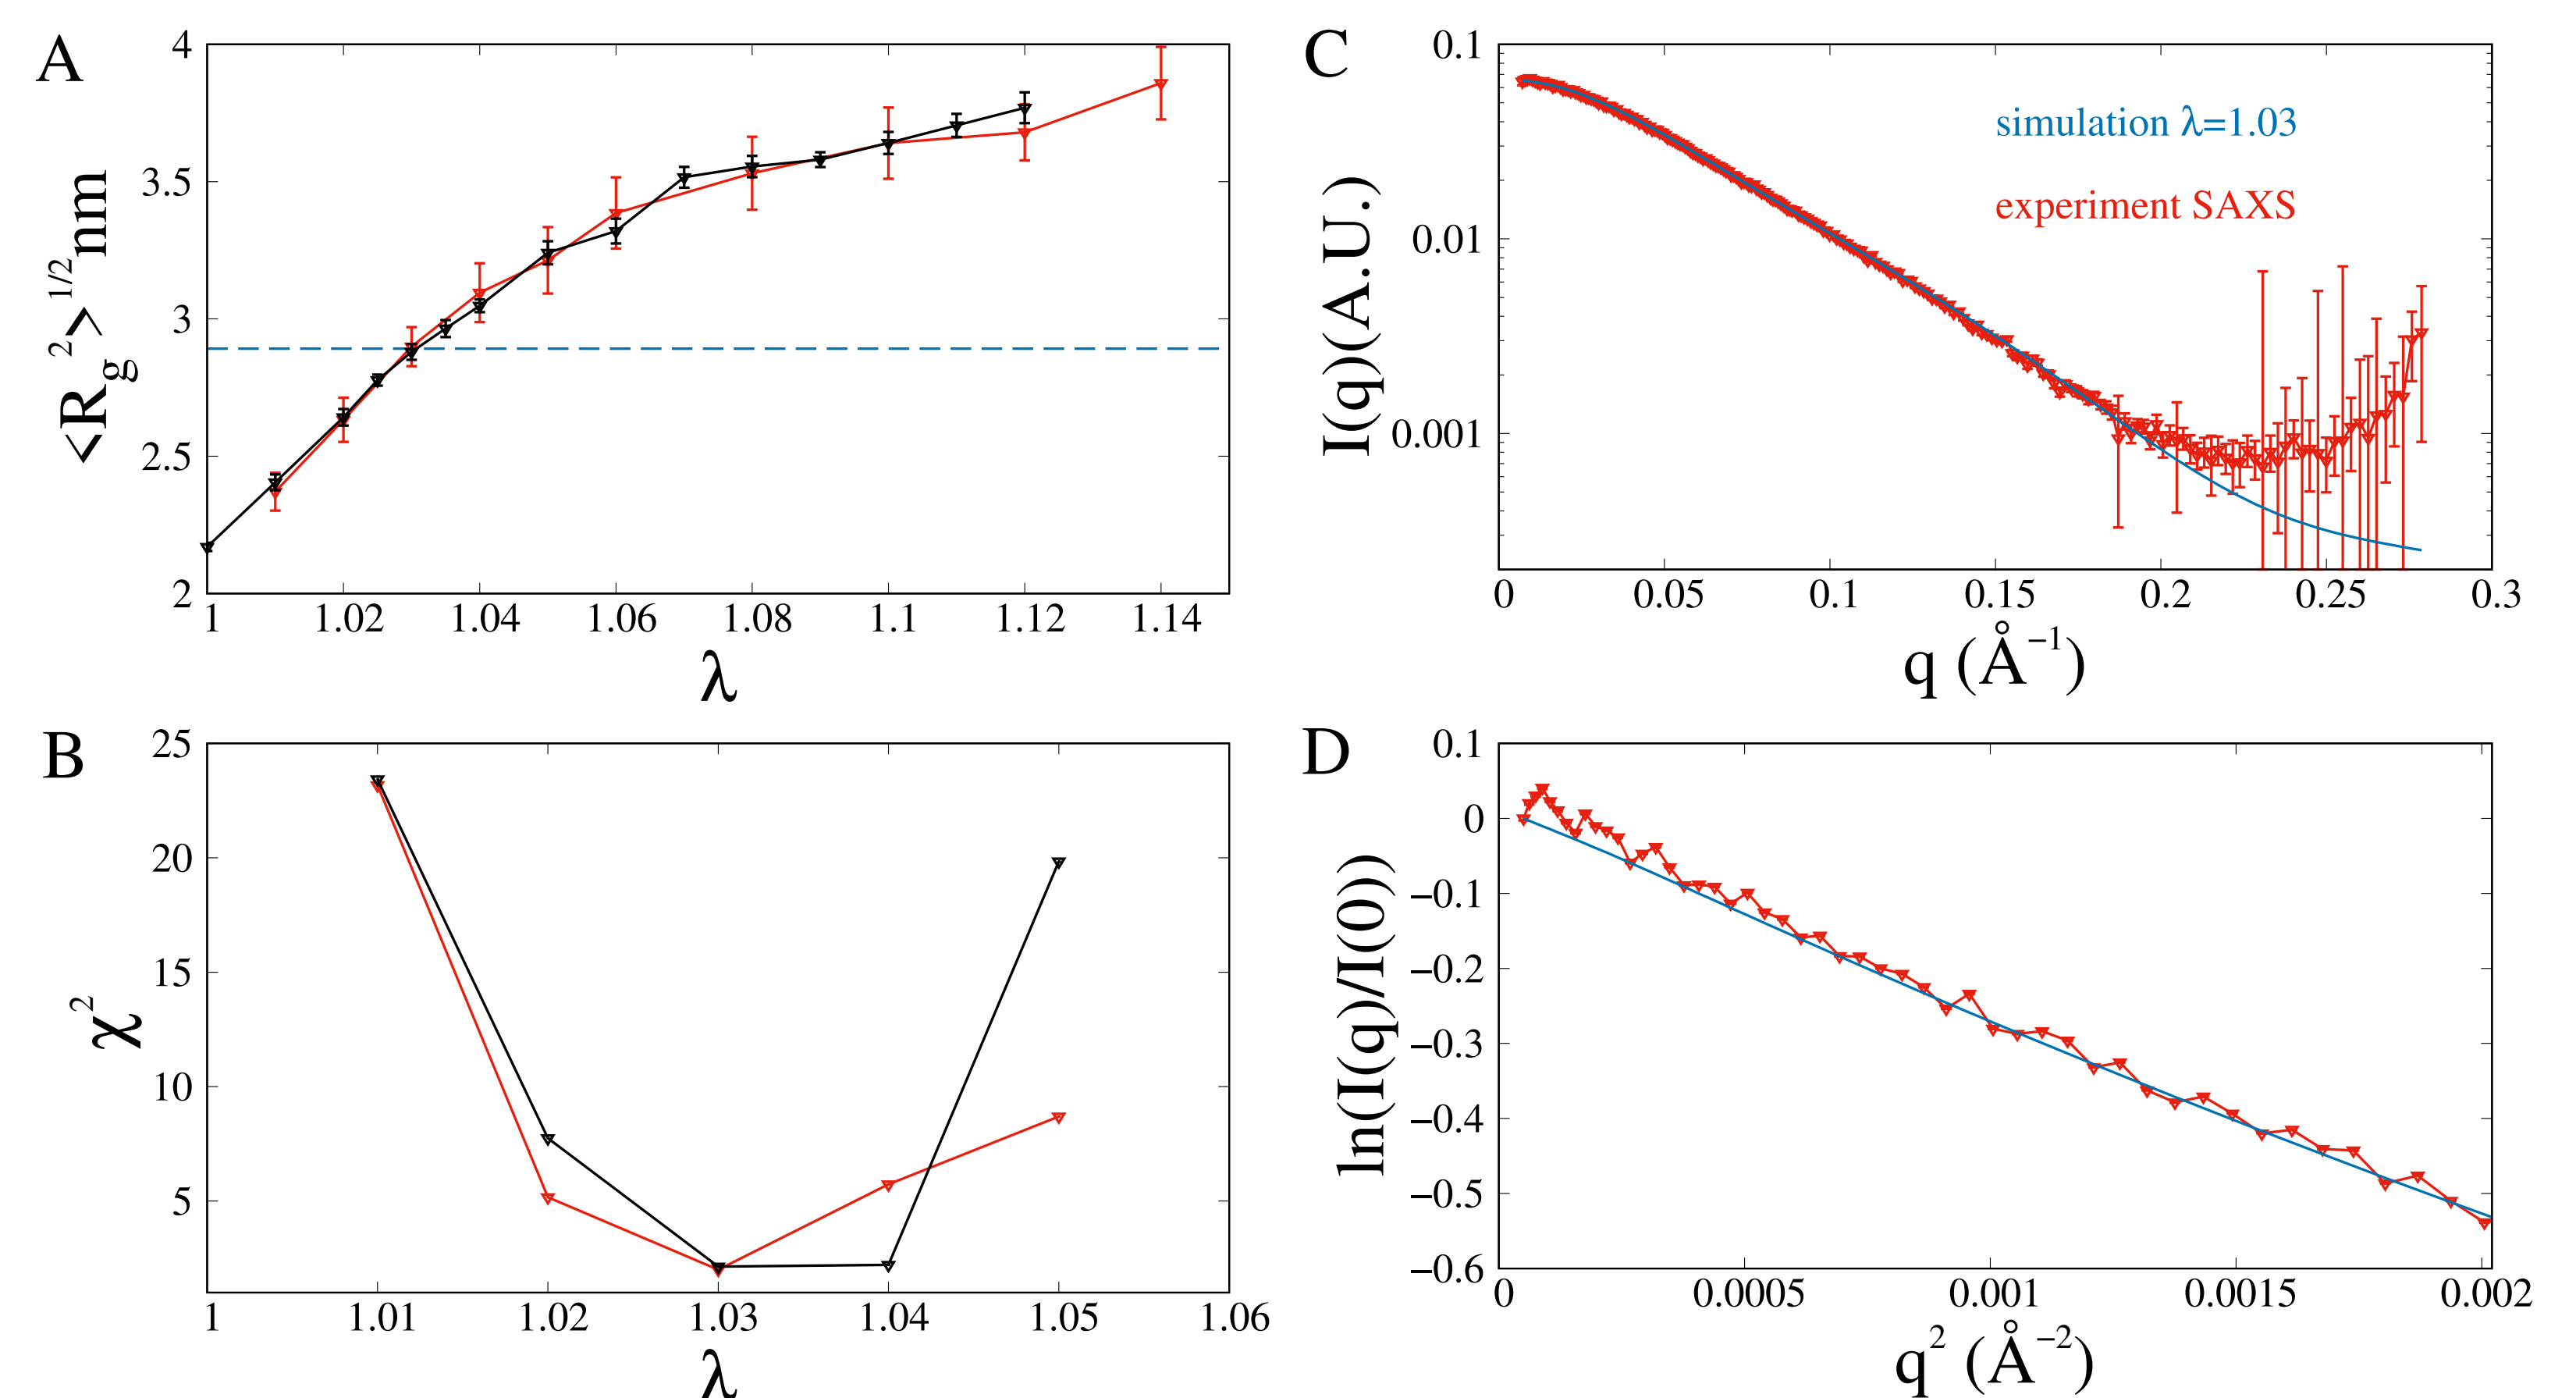 A
<Rg2>1/2 nm
4
3.5
3
2.5
2
1 1.02 1.04 1.06 1.08 1.1 1.12 1.14
λ
B
χ2
25
20
15
10
5
1 1.01 1.02 1.03 1.04 1.05 1.06
λ
C
I(q)(A.U.)
0.1
0.01
0.001
simulation λ=1.03
experiment SAXS
0 0.05 0.1 0.15 0.2 0.25 0.3
q (Å−1)
D
ln(I(q)/I(0))
0.1
0
−0.1
−0.2
−0.3
−0.4
−0.5
−0.6
0 0.0005 0.001 0.0015 0.002
q2 (Å−2)